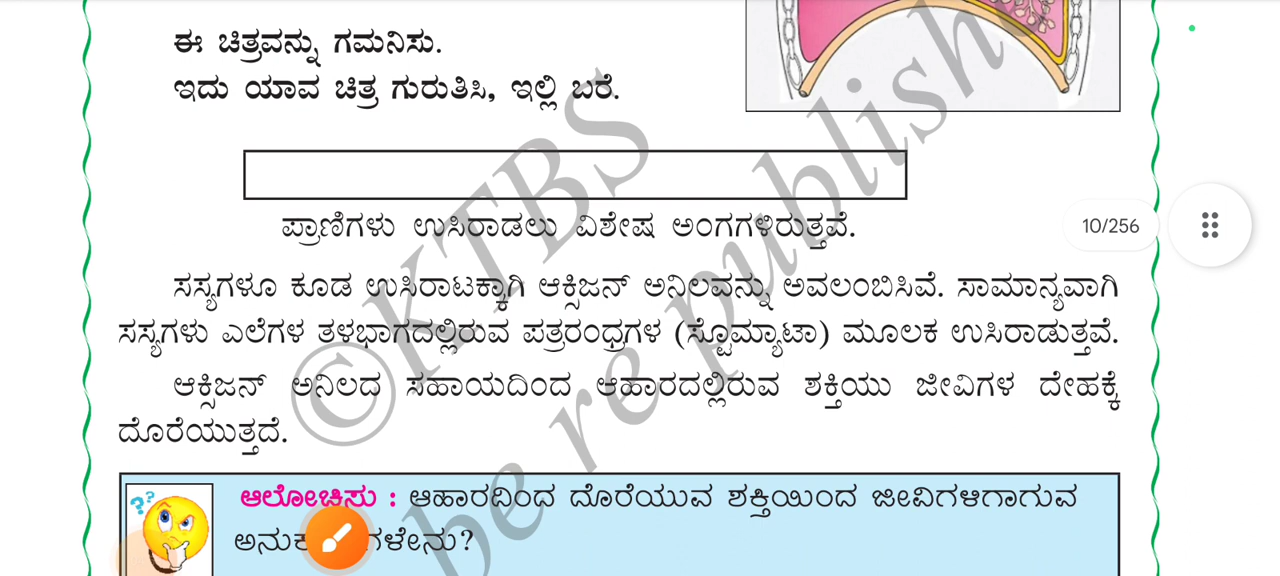 ಈ ಚಿತ್ರವನ್ನು ಗಮನಿಸು.
ಇದು ಯಾವ ಚಿತ್ರ ಗುರುತಿಸಿ, ಇಲ್ಲಿ ಬರೆ.
10/256
ಪ್ರಾಣಿಗಳು ಉಸಿರಾಡಲು ವಿಶೇಷ ಅಂಗಗಳಿರುತ್ತವೆ.
ಸಸ್ಯಗಳೂ ಕೂಡ ಉಸಿರಾಟಕ್ಕಾಗಿ ಆಕ್ಸಿಜನ್ ಅನಿಲವನ್ನು ಅವಲಂಬಿಸಿವೆ. ಸಾಮಾನ್ಯವಾಗಿ
ಸಸ್ಯಗಳು ಎಲೆಗಳ ತಳಭಾಗದಲ್ಲಿರುವ ಪತ್ರರಂಧ್ರಗಳ (ಸ್ಟೊಮ್ಯಾಟಾ) ಮೂಲಕ ಉಸಿರಾಡುತ್ತವೆ.
ಆಕ್ಸಿಜನ್ ಅನಿಲದ ಸಹಾಯದಿಂದ ಆಹಾರದಲ್ಲಿರುವ ಶಕ್ತಿಯು ಜೀವಿಗಳ ದೇಹಕ್ಕೆ
ದೊರೆಯುತ್ತದೆ.
??
ಆಲೋಚಿಸು : ಆಹಾರದಿಂದ ದೊರೆಯುವ ಶಕ್ತಿಯಿಂದ ಜೀವಿಗಳಿಗಾಗುವ
©KTBS
be republish